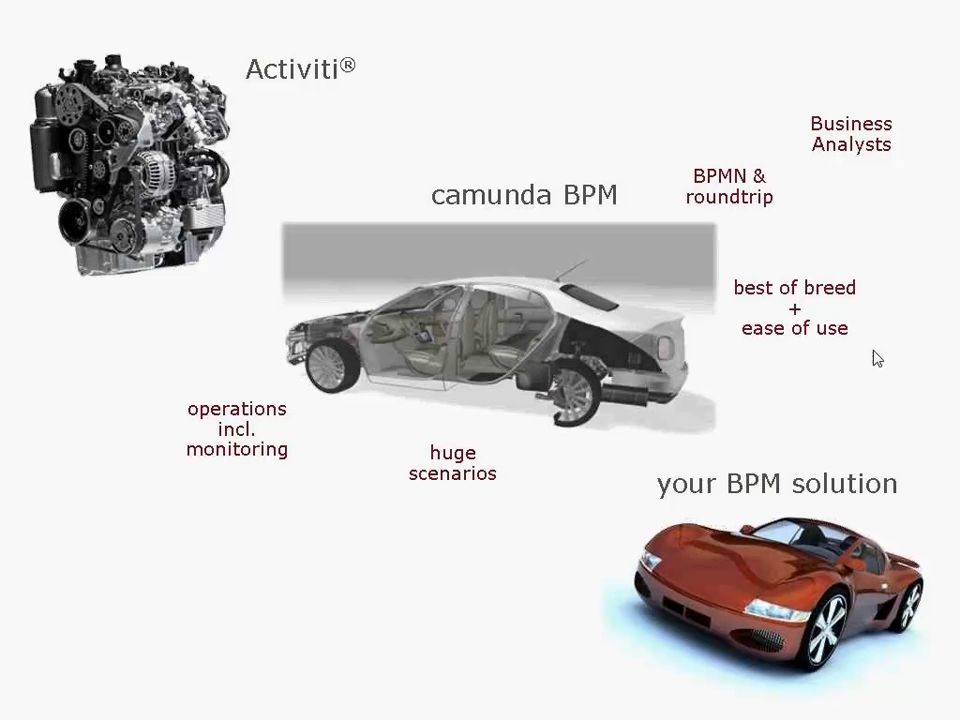 Activiti®
Business
Analysts
BPMN &
roundtrip
camunda BPM
best of breed
+
ease of use
operations
incl.
monitoring
huge
scenarios
your BPM solution